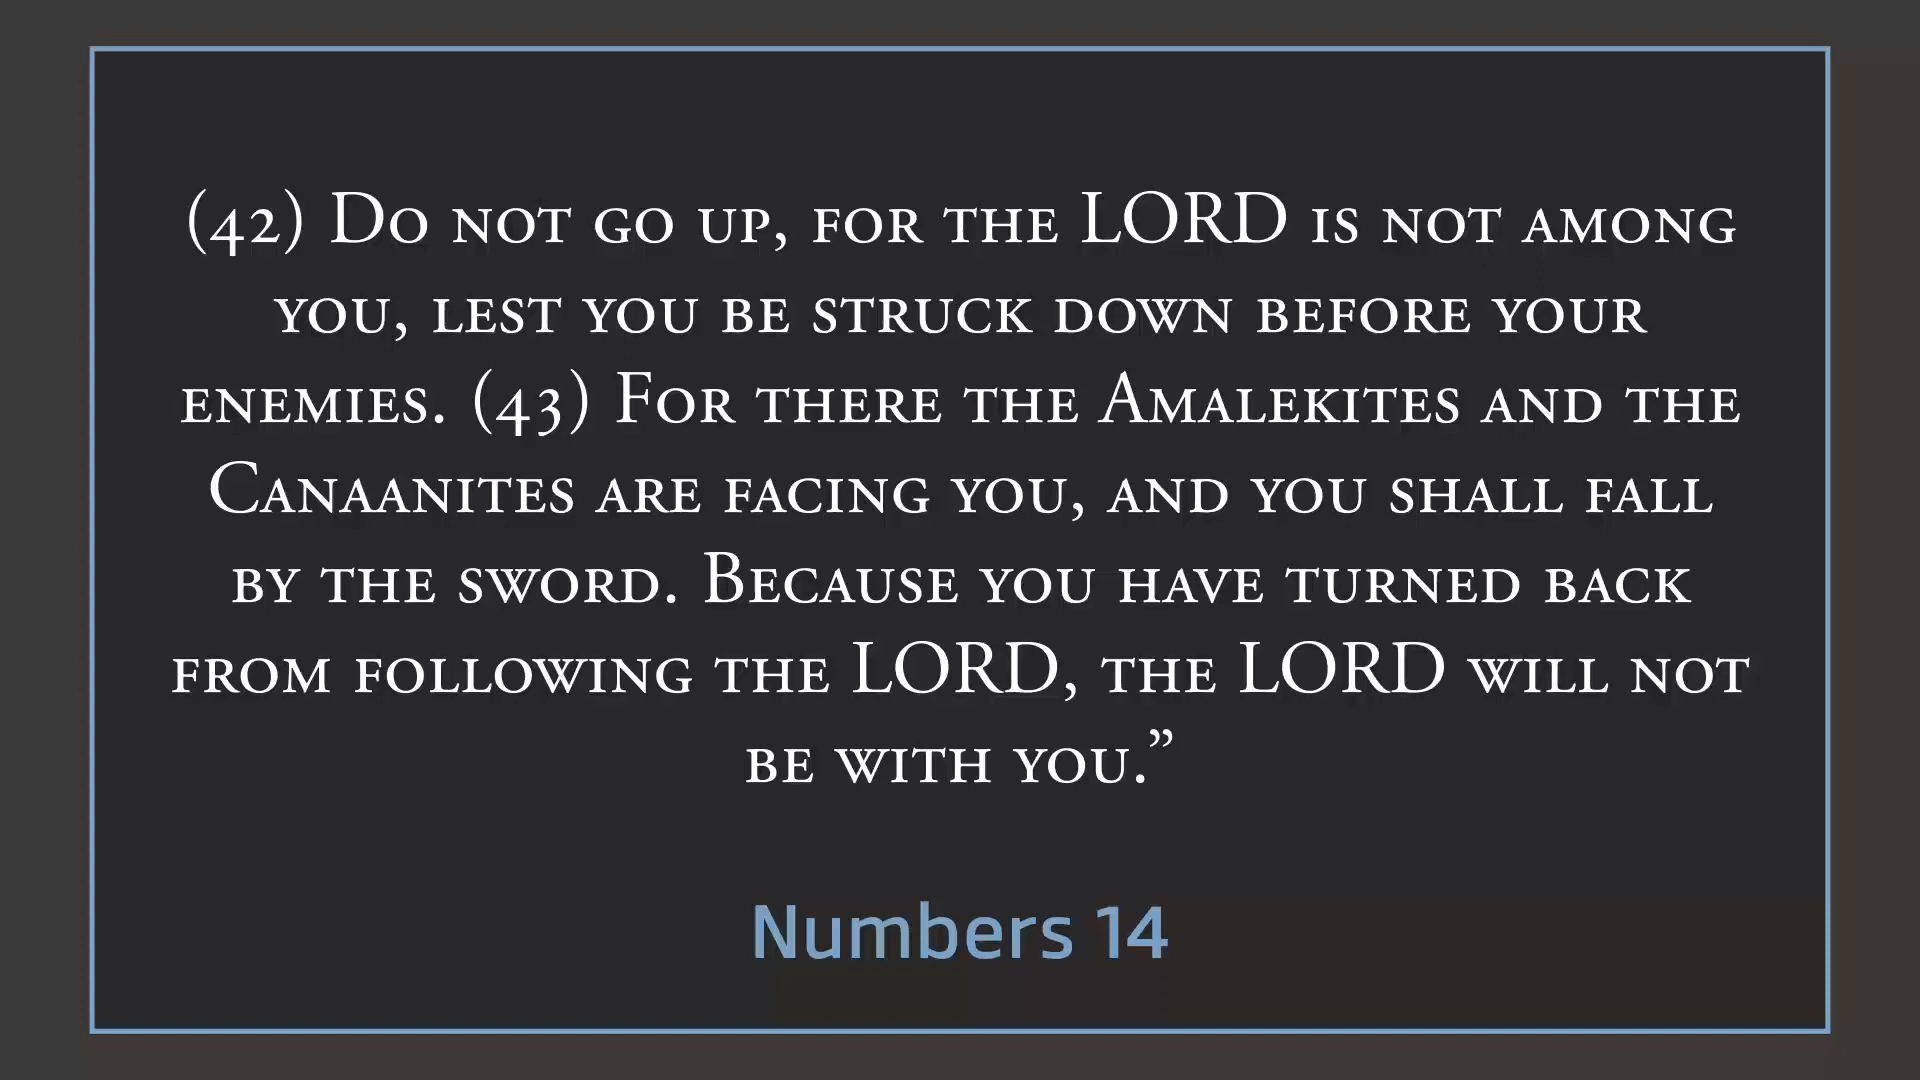 (42) Do not go up, for the LORD is not among
you, lest you be struck down before your
enemies. (43) For there the Amalekites and the
Canaanites are facing you, and you shall fall
by the sword. Because you have turned back
from following the LORD, the LORD will not
be with you.”
Numbers 14